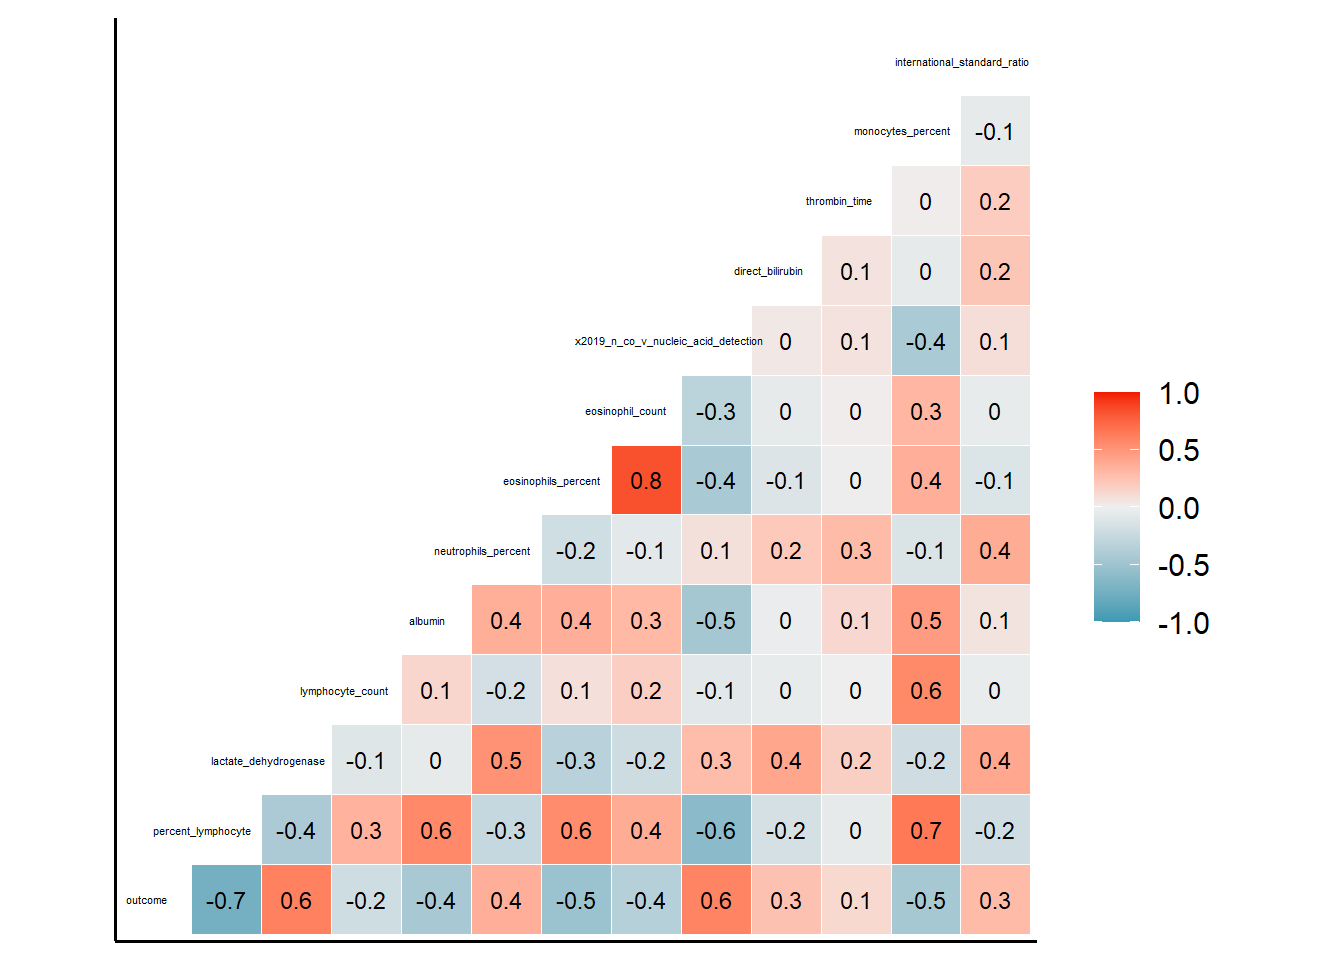 international_standard_ratio
monocytes_percent -0.1
thrombin_time 0 0.2
direct_bilirubin 0.1 0 0.2
x2019_n_co_v_nucleic_acid_detection 0 0.1 -0.4 0.1
eosinophil_count -0.3 0 0 0.3 0
eosinophils_percent 0.8 -0.4 -0.1 0 0.4 -0.1
neutrophils_percent -0.2 -0.1 0.1 0.2 0.3 -0.1 0.4
albumin 0.4 0.4 0.3 -0.5 0 0.1 0.5 0.1
lymphocyte_count 0.1 -0.2 0.1 0.2 -0.1 0 0 0.6 0
lactate_dehydrogenase -0.1 0 0.5 -0.3 -0.2 0.3 0.4 0.2 -0.2 0.4
percent_lymphocyte -0.4 0.3 0.6 -0.3 0.6 0.4 -0.6 -0.2 0 0.7 -0.2
outcome -0.7 0.6 -0.2 -0.4 0.4 -0.5 -0.4 0.6 0.3 0.1 -0.5 0.3
1.0
0.5
0.0
-0.5
-1.0